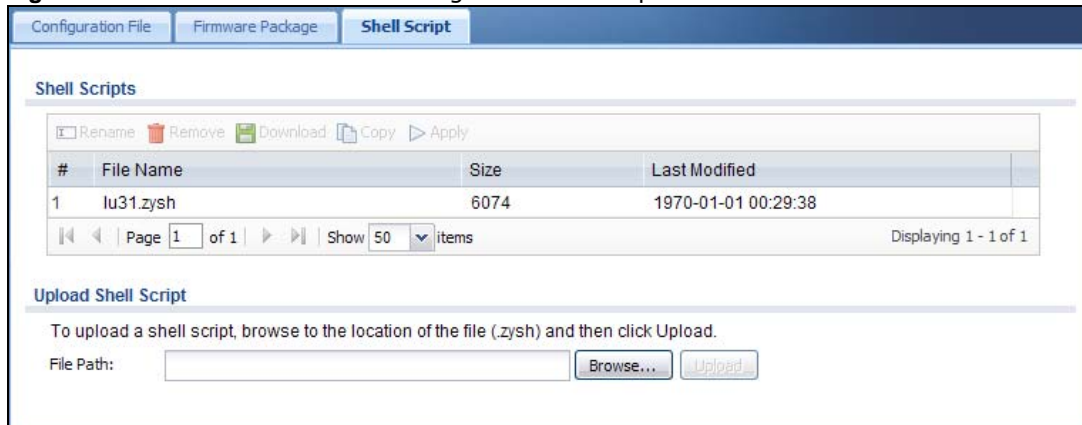 Configuration File Firmware Package Shell Script
Shell Scripts
Rename Remove Download Copy Apply
# File Name Size Last Modified
1 lu31.zysh 6074 1970-01-01 00:29:38
Page 1 of 1 Show 50 items Displaying 1 - 1 of 1
Upload Shell Script
To upload a shell script, browse to the location of the file (.zysh) and then click Upload.
File Path: Browse... Upload